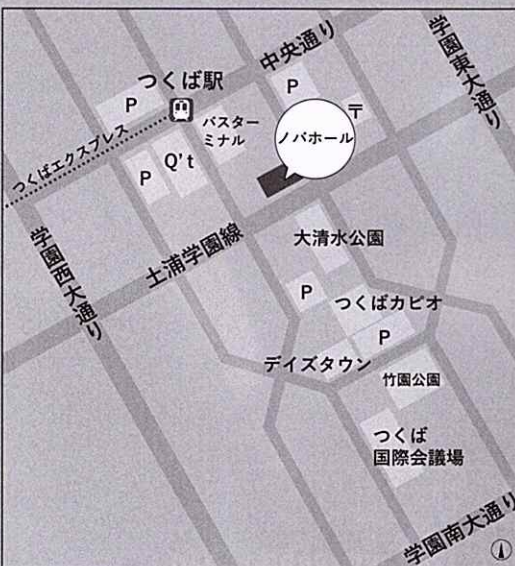 中央通り
学園東大通り
つくば駅
P
P
〒
バスター
ミナル
ノバホール
つくばエクスプレス
P
Q't
学園西大通り
土浦学園線
大清水公園
P
つくばカピオ
P
デイズタウン
竹園公園
つくば
国際会議場
学園南大通り